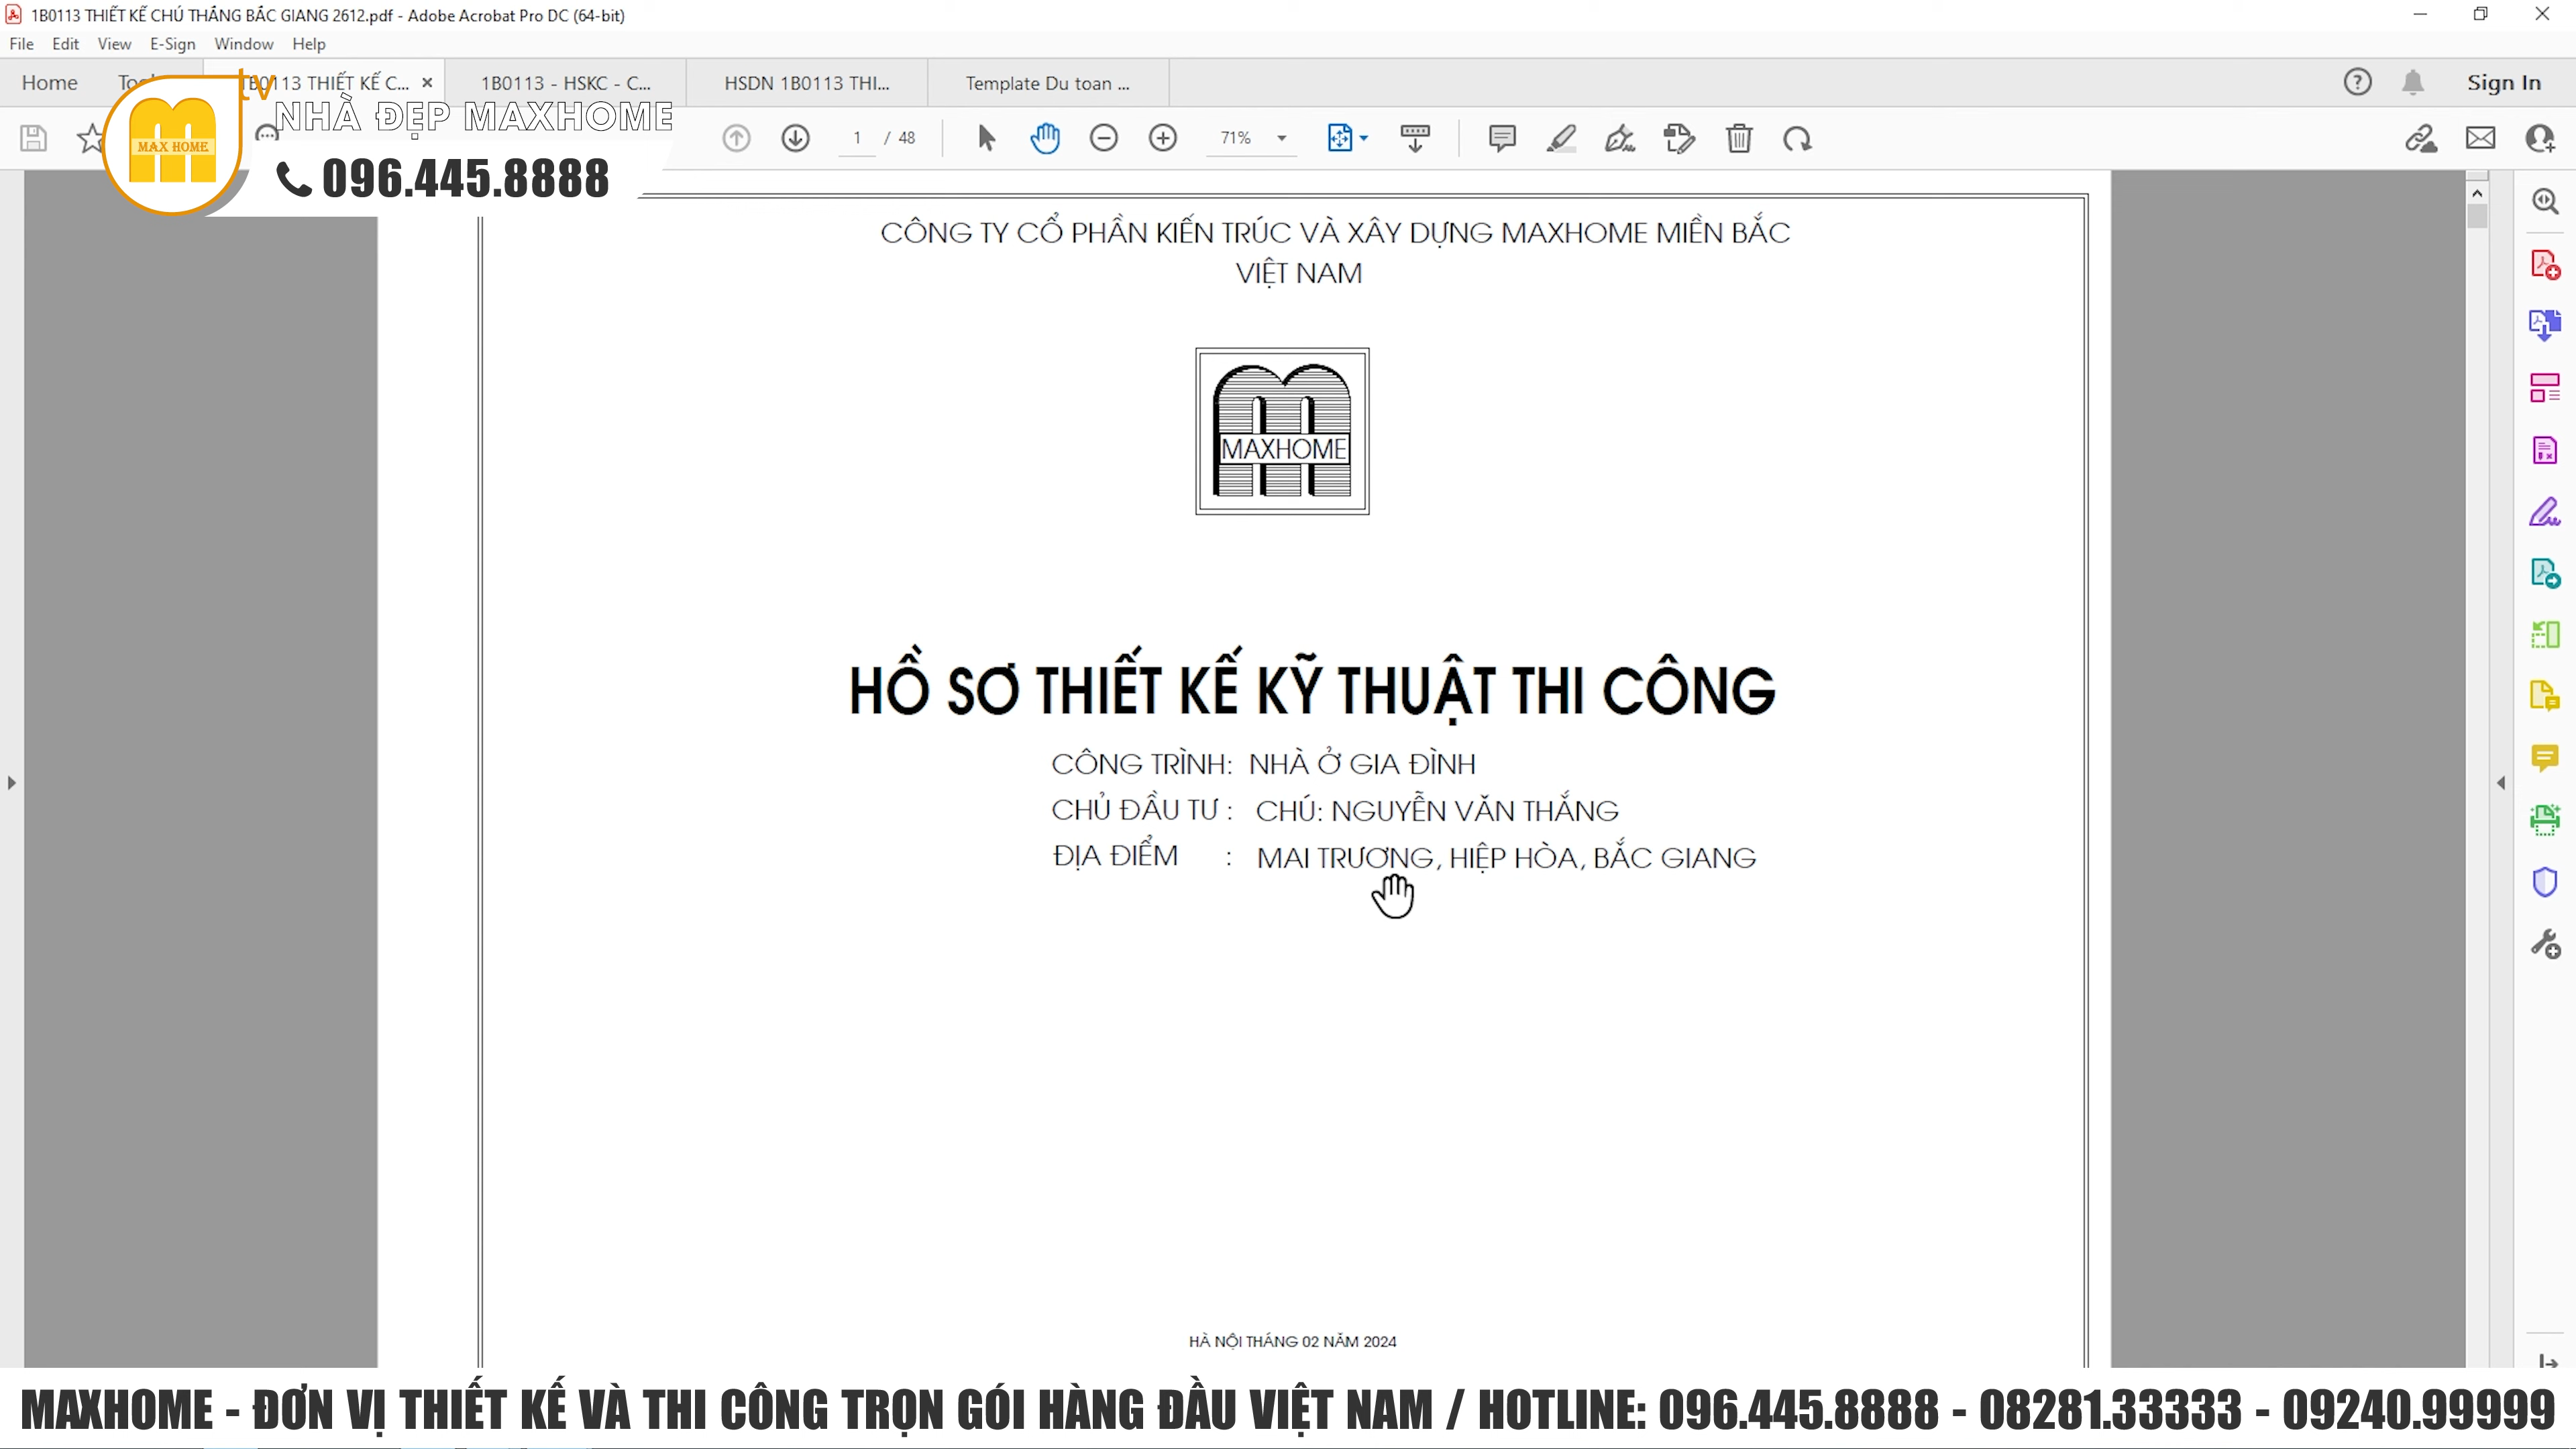 1B0113 THIẾT KẾ CHÚ THẮNG BẮC GIANG 2612.pdf - Adobe Acrobat Pro DC (64-bit)
File Edit View E-Sign Window Help
Home 1B0113 THIẾT KẾ C... 1B0113 - HSKC - C... HSDN 1B0113 THI... Template Du toan ... Sign In
tv
NHÀ ĐẸP MAXHOME
MAX HOME
096.445.8888
1 / 48 71%
CÔNG TY CỔ PHẦN KIẾN TRÚC VÀ XÂY DỰNG MAXHOME MIỀN BẮC
VIỆT NAM
MAXHOME
HỒ SƠ THIẾT KẾ KỸ THUẬT THI CÔNG
CÔNG TRÌNH: NHÀ Ở GIA ĐÌNH
CHỦ ĐẦU TƯ : CHÚ: NGUYỄN VĂN THẮNG
ĐỊA ĐIỂM : MAI TRƯƠNG, HIỆP HÒA, BẮC GIANG
HÀ NỘI THÁNG 02 NĂM 2024
MAXHOME - ĐƠN VỊ THIẾT KẾ VÀ THI CÔNG TRỌN GÓI HÀNG ĐẦU VIỆT NAM / HOTLINE: 096.445.8888 - 08281.33333 - 09240.99999